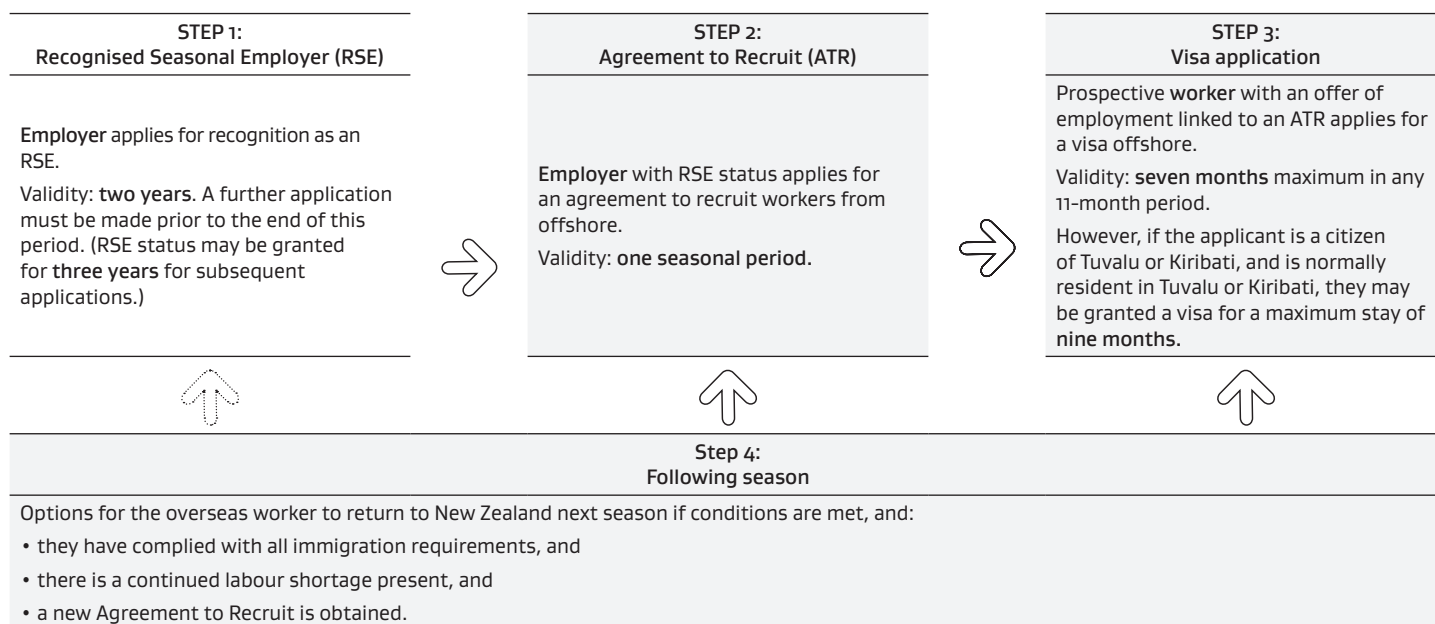 STEP 1:
Recognised Seasonal Employer (RSE)
Employer applies for recognition as an
RSE.
Validity: two years. A further application
must be made prior to the end of this
period. (RSE status may be granted
for three years for subsequent
applications.)
STEP 2:
Agreement to Recruit (ATR)
Employer with RSE status applies for
an agreement to recruit workers from
offshore.
Validity: one seasonal period.
STEP 3:
Visa application
Prospective worker with an offer of
employment linked to an ATR applies for
a visa offshore.
Validity: seven months maximum in any
11-month period.
However, if the applicant is a citizen
of Tuvalu or Kiribati, and is normally
resident in Tuvalu or Kiribati, they may
be granted a visa for a maximum stay of
nine months.
Step 4:
Following season
Options for the overseas worker to return to New Zealand next season if conditions are met, and:
• they have complied with all immigration requirements, and
• there is a continued labour shortage present, and
• a new Agreement to Recruit is obtained.